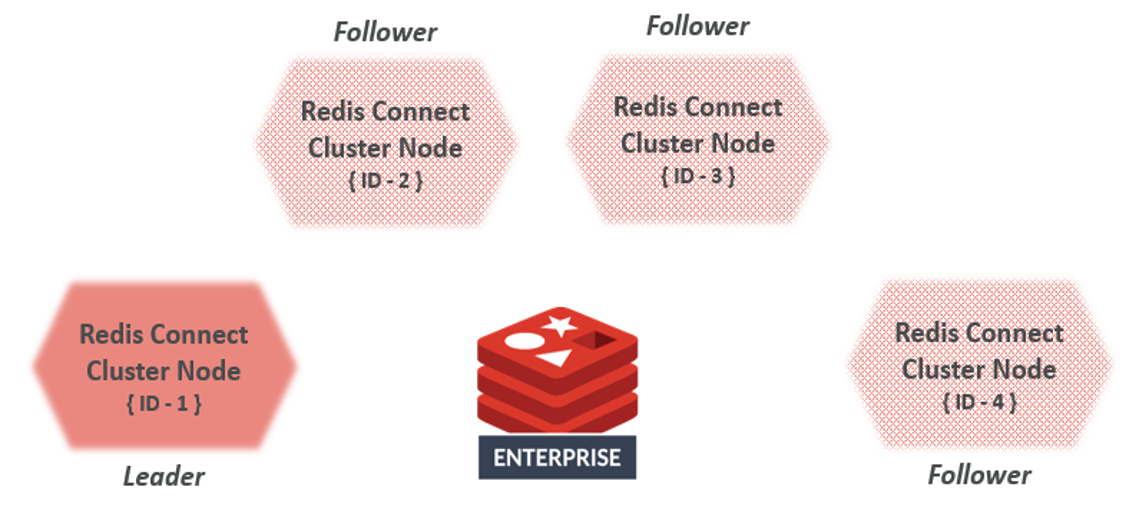 Follower
Redis Connect
Cluster Node
{ ID - 2 }
Follower
Redis Connect
Cluster Node
{ ID - 3 }
Redis Connect
Cluster Node
{ ID - 1 }
Leader
ENTERPRISE
Redis Connect
Cluster Node
{ ID - 4 }
Follower